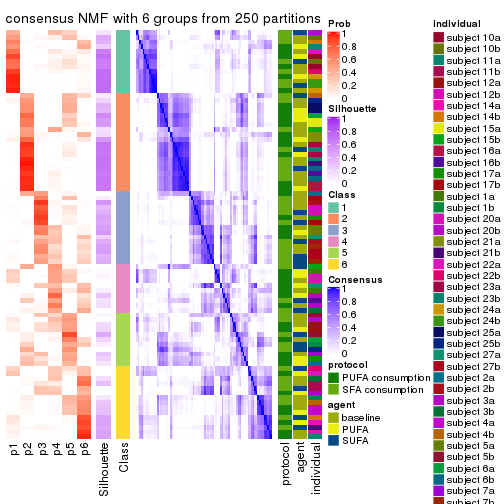 consensus NMF with 6 groups from 250 partitions
p1
p2
p3
p4
p5
p6
Silhouette
Class
protocol
agent
individual
Prob
1
0.8
0.6
0.4
0.2
0
Silhouette
1
0.8
0.6
0.4
0.2
0
Class
1
2
3
4
5
6
Consensus
1
0.8
0.6
0.4
0.2
0
protocol
PUFA consumption
SFA consumption
agent
baseline
PUFA
SUFA
individual
subject 10a
subject 10b
subject 11a
subject 11b
subject 12a
subject 12b
subject 14a
subject 14b
subject 15a
subject 15b
subject 16a
subject 16b
subject 17a
subject 17b
subject 1a
subject 1b
subject 20a
subject 20b
subject 21a
subject 21b
subject 22a
subject 22b
subject 23a
subject 23b
subject 24a
subject 24b
subject 25a
subject 25b
subject 27a
subject 27b
subject 2a
subject 2b
subject 3a
subject 3b
subject 4a
subject 4b
subject 5a
subject 5b
subject 6a
subject 6b
subject 7a
subject 7b